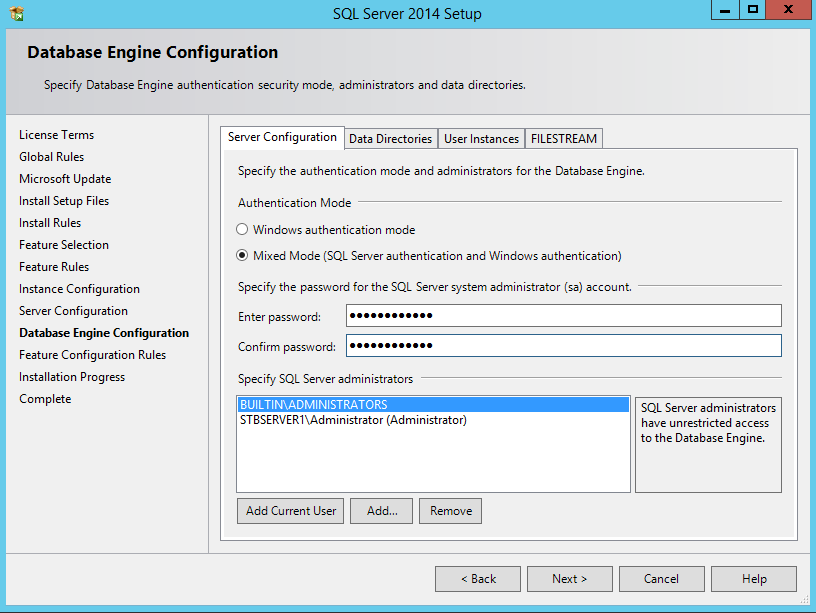 SQL Server 2014 Setup
Database Engine Configuration
Specify Database Engine authentication security mode, administrators and data directories.
License Terms
Global Rules
Microsoft Update
Install Setup Files
Install Rules
Feature Selection
Feature Rules
Instance Configuration
Server Configuration
Database Engine Configuration
Feature Configuration Rules
Installation Progress
Complete
Server Configuration Data Directories User Instances FILESTREAM
Specify the authentication mode and administrators for the Database Engine.
Authentication Mode
Windows authentication mode
Mixed Mode (SQL Server authentication and Windows authentication)
Specify the password for the SQL Server system administrator (sa) account.
Enter password: ●●●●●●●●●●●●
Confirm password: ●●●●●●●●●●●●
Specify SQL Server administrators
BUILTIN\ADMINISTRATORS
STBSERVER1\Administrator (Administrator)
SQL Server administrators
have unrestricted access
to the Database Engine.
Add Current User Add... Remove
< Back Next > Cancel Help